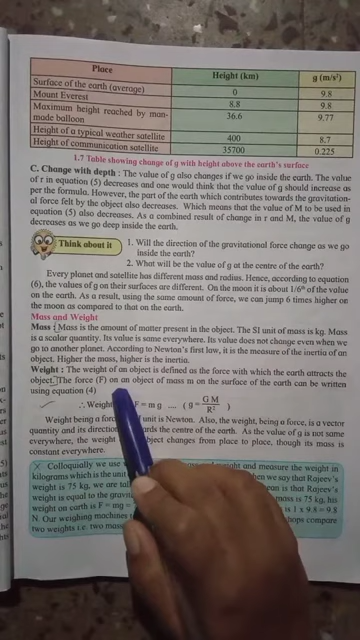 Place Height (km) g (m/s²)
Surface of the earth (average) 0 9.8
Mount Everest 8.8 9.8
Maximum height reached by man-made balloon 36.6 9.77
Height of a typical weather satellite 400 8.7
Height of communication satellite 35700 0.225
1.7 Table showing change of g with height above the earth's surface
C. Change with depth : The value of g also changes if we go inside the earth. The value
of r in equation (5) decreases and one would think that the value of g should increase as
per the formula. However, the part of the earth which contributes towards the gravitation-
al force felt by the object also decreases. Which means that the value of M to be used in
equation (5) also decreases. As a combined result of change in r and M, the value of g
decreases as we go deep inside the earth.
Think about it
1. Will the direction of the gravitational force change as we go
inside the earth?
2. What will be the value of g at the centre of the earth?
Every planet and satellite has different mass and radius. Hence, according to equation
(6), the values of g on their surfaces are different. On the moon it is about 1/6th of the value
on the earth. As a result, using the same amount of force, we can jump 6 times higher on
the moon as compared to that on the earth.
Mass and Weight
Mass : Mass is the amount of matter present in the object. The SI unit of mass is kg. Mass
is a scalar quantity. Its value is same everywhere. Its value does not change even when we
go to another planet. According to Newton's first law, it is the measure of the inertia of an
object. Higher the mass, higher is the inertia.
Weight : The weight of an object is defined as the force with which the earth attracts the
object. The force (F) on an object of mass m on the surface of the earth can be written
using equation (4)
∴ Weight F = m g .... ( g = G M / R² )
Weight being a force unit is Newton. Also, the weight, being a force, is a vector
quantity and its direction wards the centre of the earth. As the value of g is not same
everywhere, the weight bject changes from place to place, though its mass is
constant everywhere.
Colloquially we use weight and measure the weight in
kilograms which is the unit hen we say that Rajeev's
weight is 75 kg, we are ean is that Rajeev's
weight is equal to the gravi mass is 75 kg, his
weight on earth is F = mg = is 1 x 9.8 = 9.8
N. Our weighing machines hops compare
two weights i.e. two mass